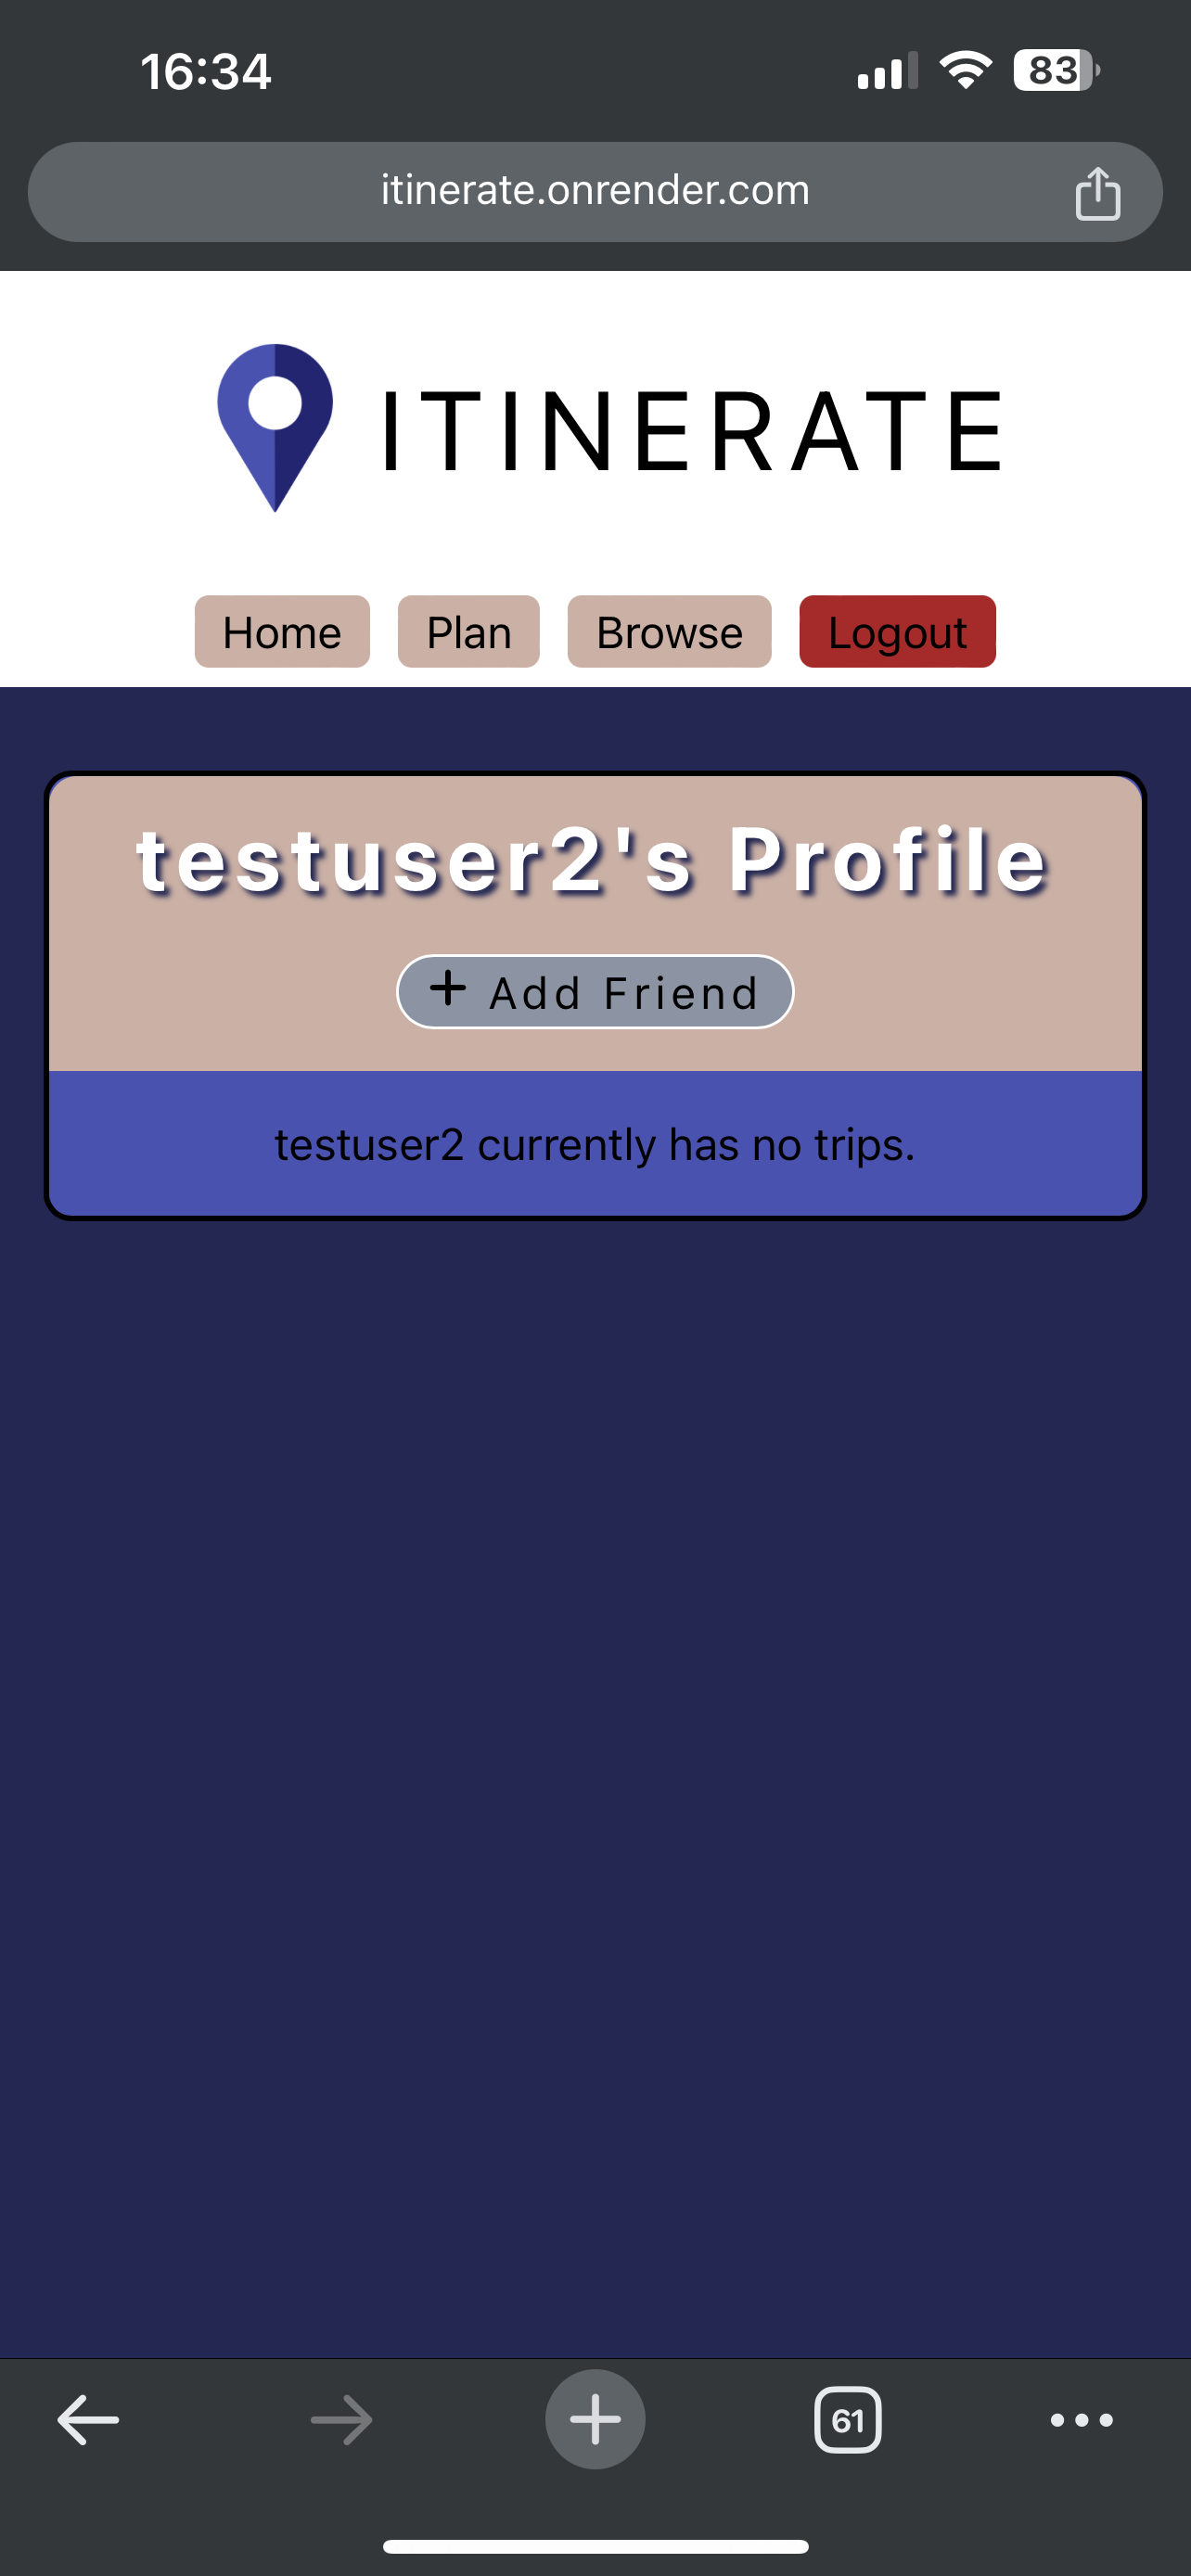 16:34 83
itinerate.onrender.com
ITINERATE
Home Plan Browse Logout
testuser2's Profile
+ Add Friend
testuser2 currently has no trips.
61